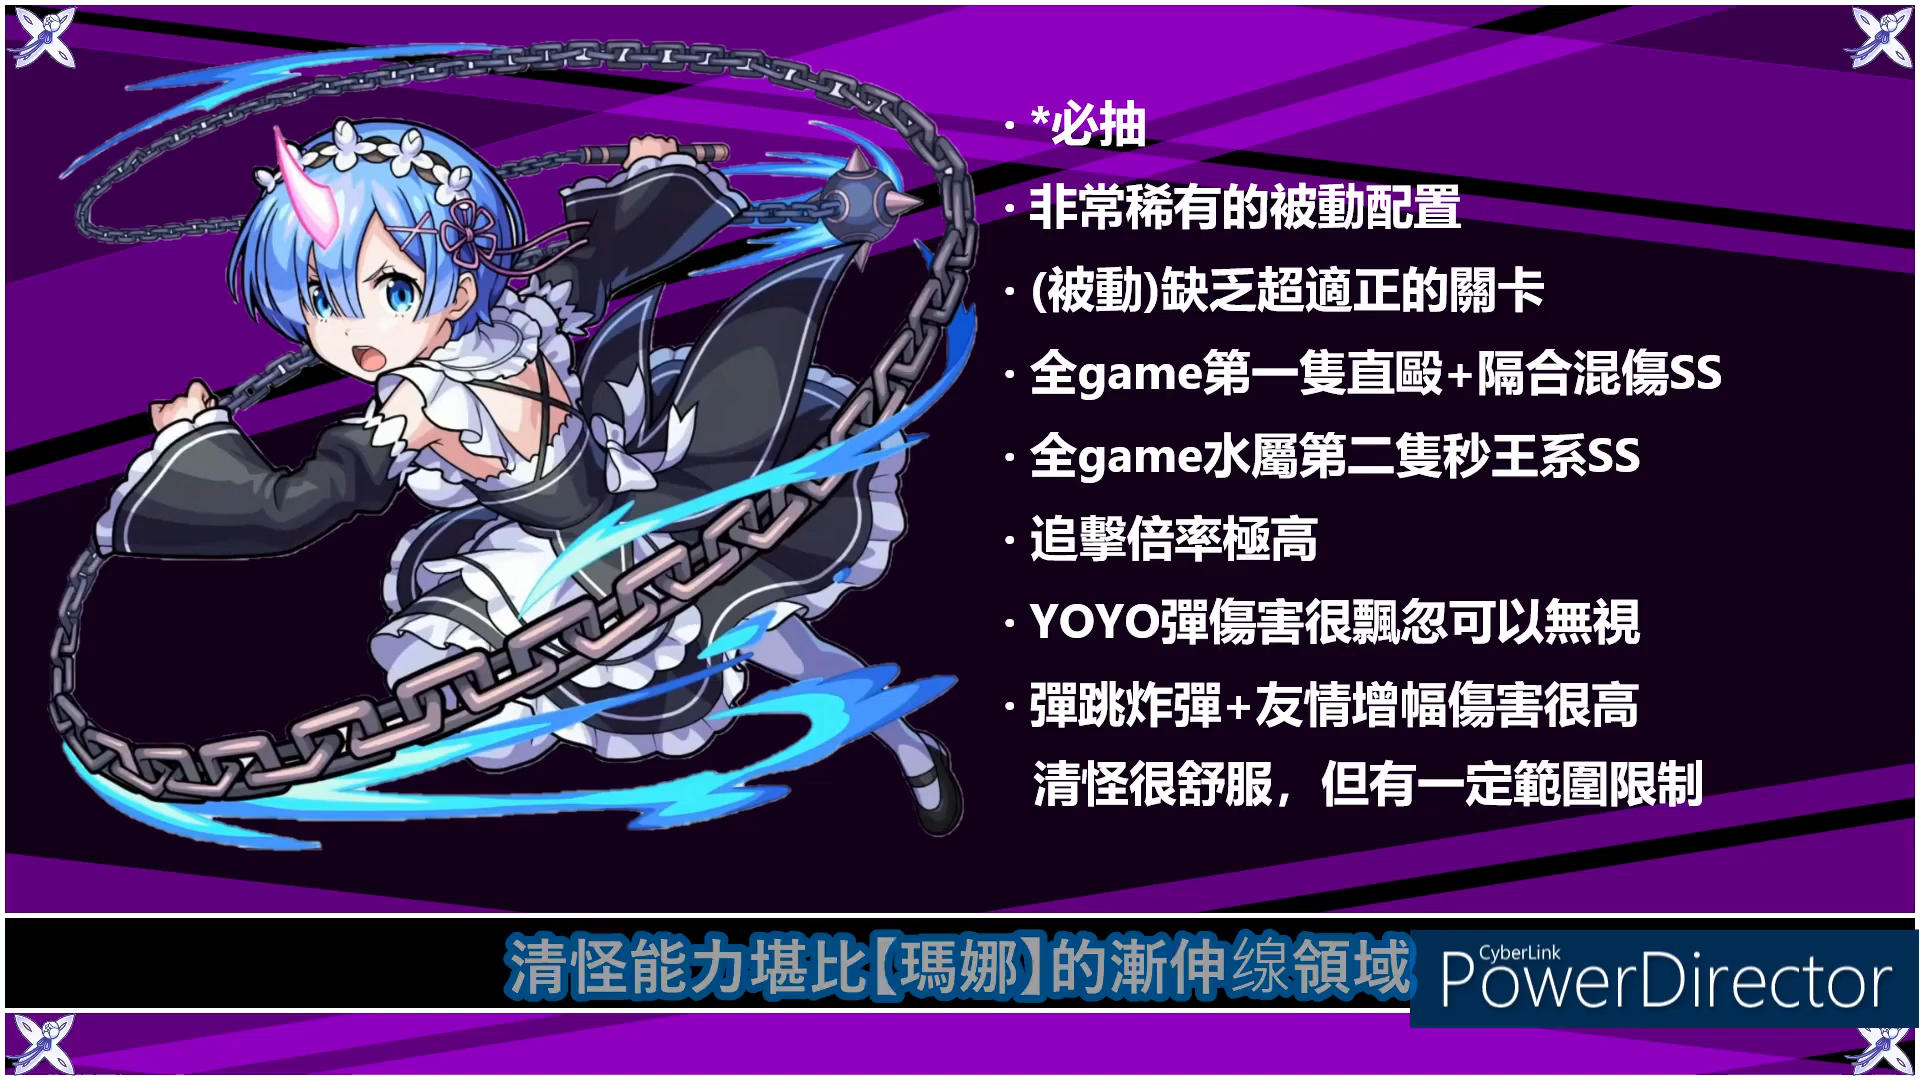 · *必抽
· 非常稀有的被動配置
· (被動)缺乏超適正的關卡
· 全game第一隻直毆+隔合混傷SS
· 全game水屬第二隻秒王系SS
· 追擊倍率極高
· YOYO彈傷害很飄忽可以無視
· 彈跳炸彈+友情增幅傷害很高
清怪很舒服，但有一定範圍限制
清怪能力堪比【瑪娜】的漸伸线領域
CyberLink
PowerDirector